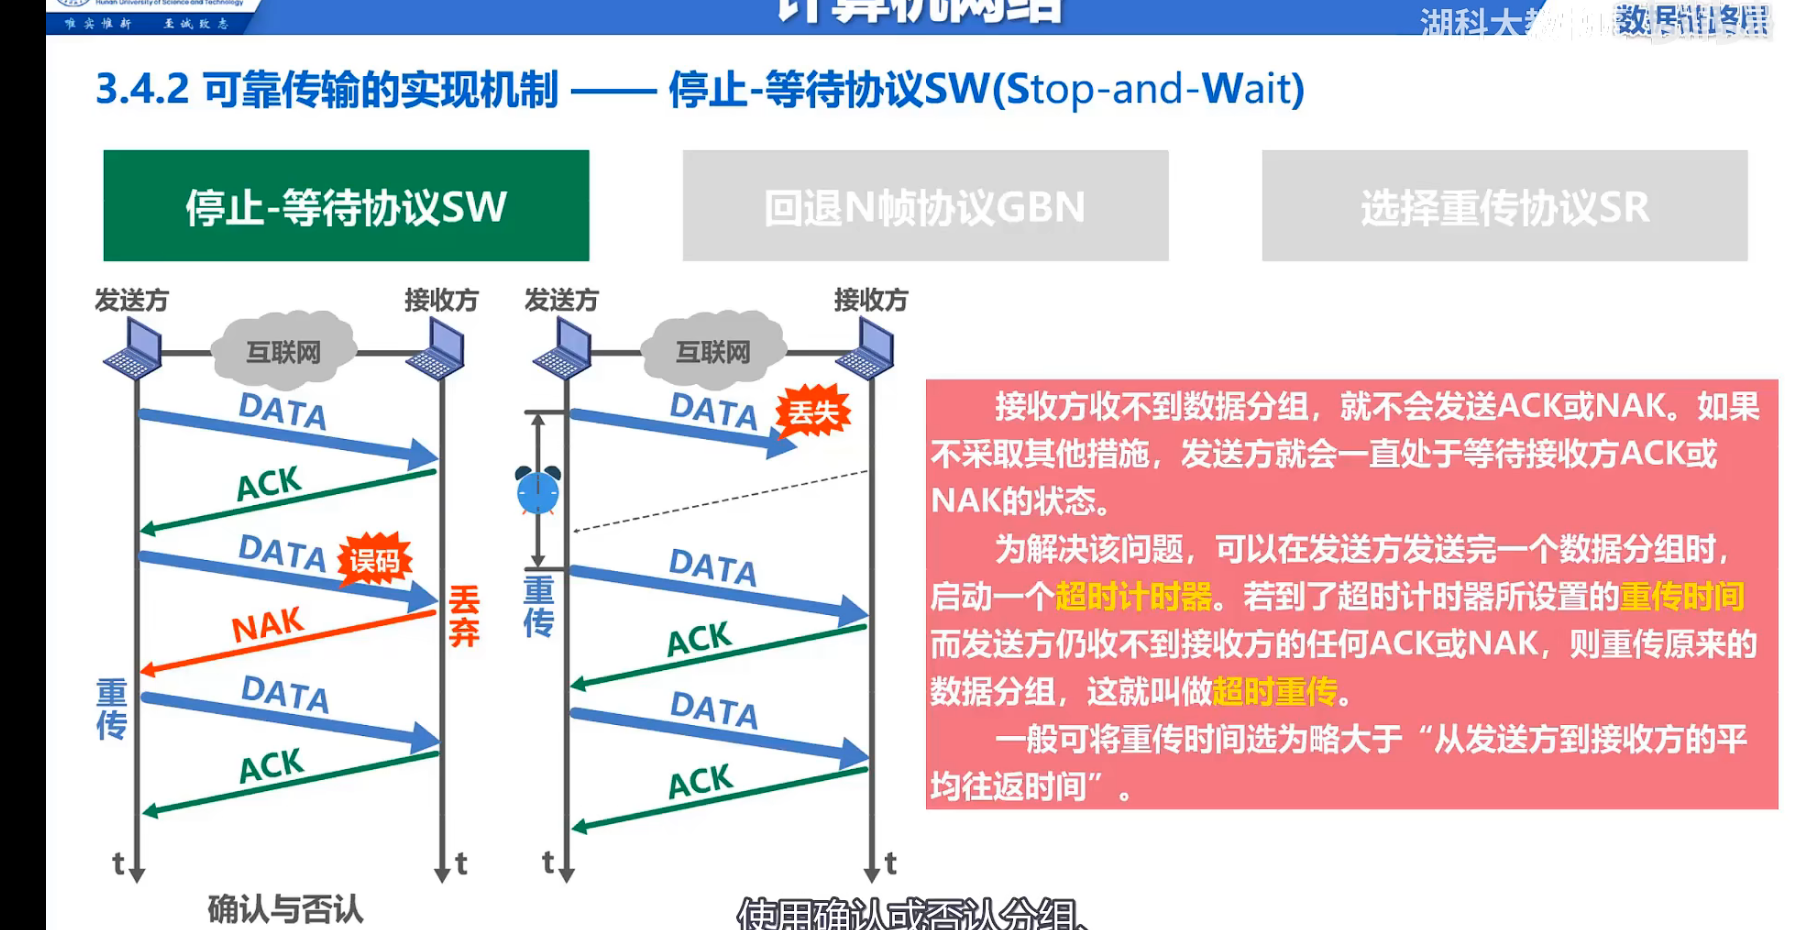 Hunan University of Science and Technology
唯实惟新 至诚致志
计算机网络
湖科大教
数据链路层
3.4.2 可靠传输的实现机制 —— 停止-等待协议SW(Stop-and-Wait)
停止-等待协议SW
回退N帧协议GBN
选择重传协议SR
发送方
接收方
互联网
DATA
ACK
DATA
误码
丢弃
NAK
重传
DATA
ACK
t
t
确认与否认
发送方
接收方
互联网
DATA
丢失
重传
DATA
ACK
DATA
ACK
t
t
接收方收不到数据分组，就不会发送ACK或NAK。如果
不采取其他措施，发送方就会一直处于等待接收方ACK或
NAK的状态。
为解决该问题，可以在发送方发送完一个数据分组时，
启动一个超时计时器。若到了超时计时器所设置的重传时间
而发送方仍收不到接收方的任何ACK或NAK，则重传原来的
数据分组，这就叫做超时重传。
一般可将重传时间选为略大于“从发送方到接收方的平
均往返时间”。
使用确认或否认分组、